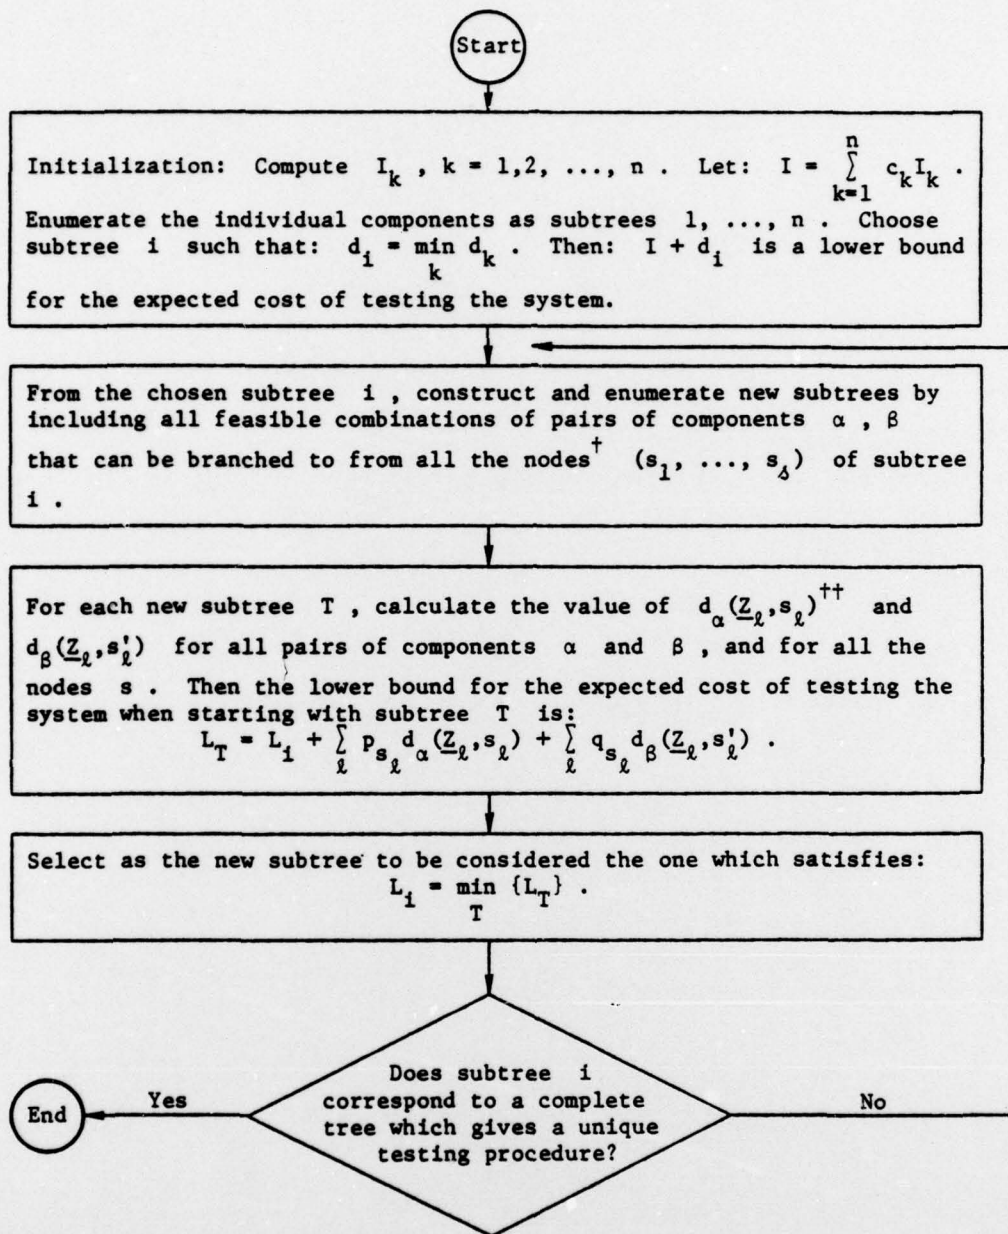 Start
Initialization: Compute I_k , k = 1,2, ..., n . Let: I = \sum_{k=1}^{n} c_k I_k .
Enumerate the individual components as subtrees 1, ..., n . Choose
subtree i such that: d_i = min_k d_k . Then: I + d_i is a lower bound
for the expected cost of testing the system.
From the chosen subtree i , construct and enumerate new subtrees by
including all feasible combinations of pairs of components α , β
that can be branched to from all the nodes† (s_1, ..., s_s) of subtree
i .
For each new subtree T , calculate the value of d_α(Z_ℓ,s_ℓ)†† and
d_β(Z_ℓ,s'_ℓ) for all pairs of components α and β , and for all the
nodes s . Then the lower bound for the expected cost of testing the
system when starting with subtree T is:
L_T = L_i + \sum_ℓ p_{s_ℓ} d_α(Z_ℓ,s_ℓ) + \sum_ℓ q_{s_ℓ} d_β(Z_ℓ,s'_ℓ) .
Select as the new subtree to be considered the one which satisfies:
L_i = min_T {L_T} .
Does subtree i
correspond to a complete
tree which gives a unique
testing procedure?
Yes
No
End